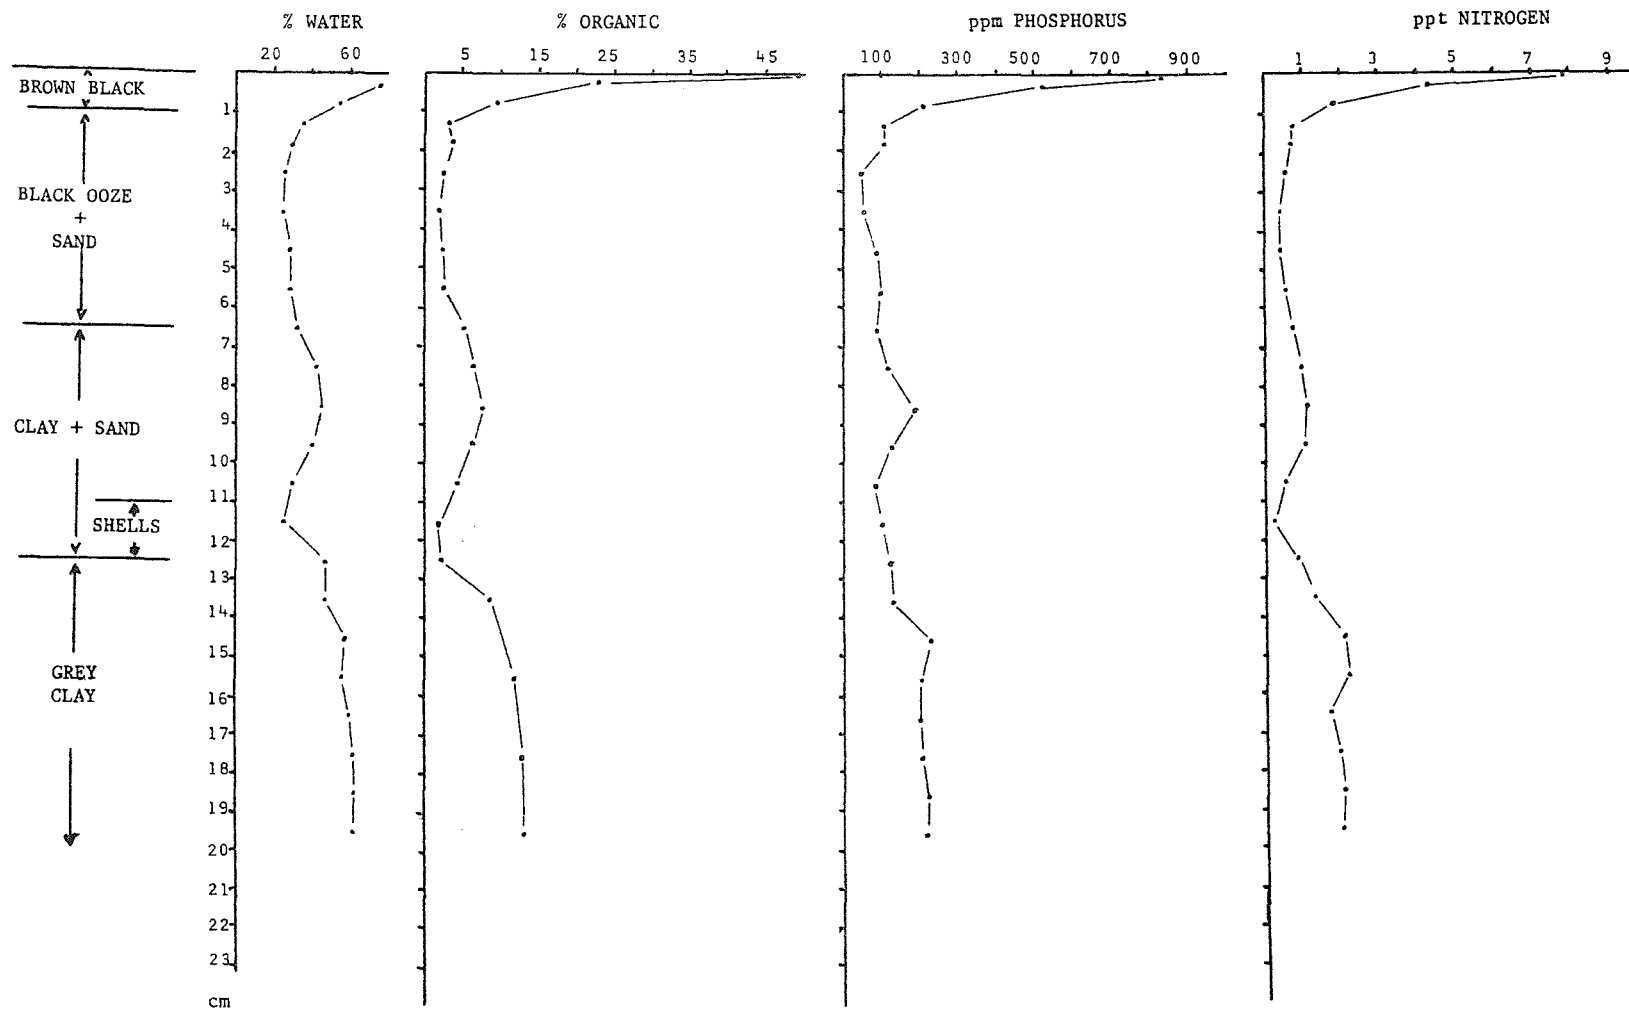 % WATER
% ORGANIC
ppm PHOSPHORUS
ppt NITROGEN
20 60
5 15 25 35 45
100 300 500 700 900
1 3 5 7 9
BROWN BLACK
BLACK OOZE
+
SAND
CLAY + SAND
SHELLS
GREY
CLAY
1
2
3
4
5
6
7
8
9
10
11
12
13
14
15
16
17
18
19
20
21
22
23
cm